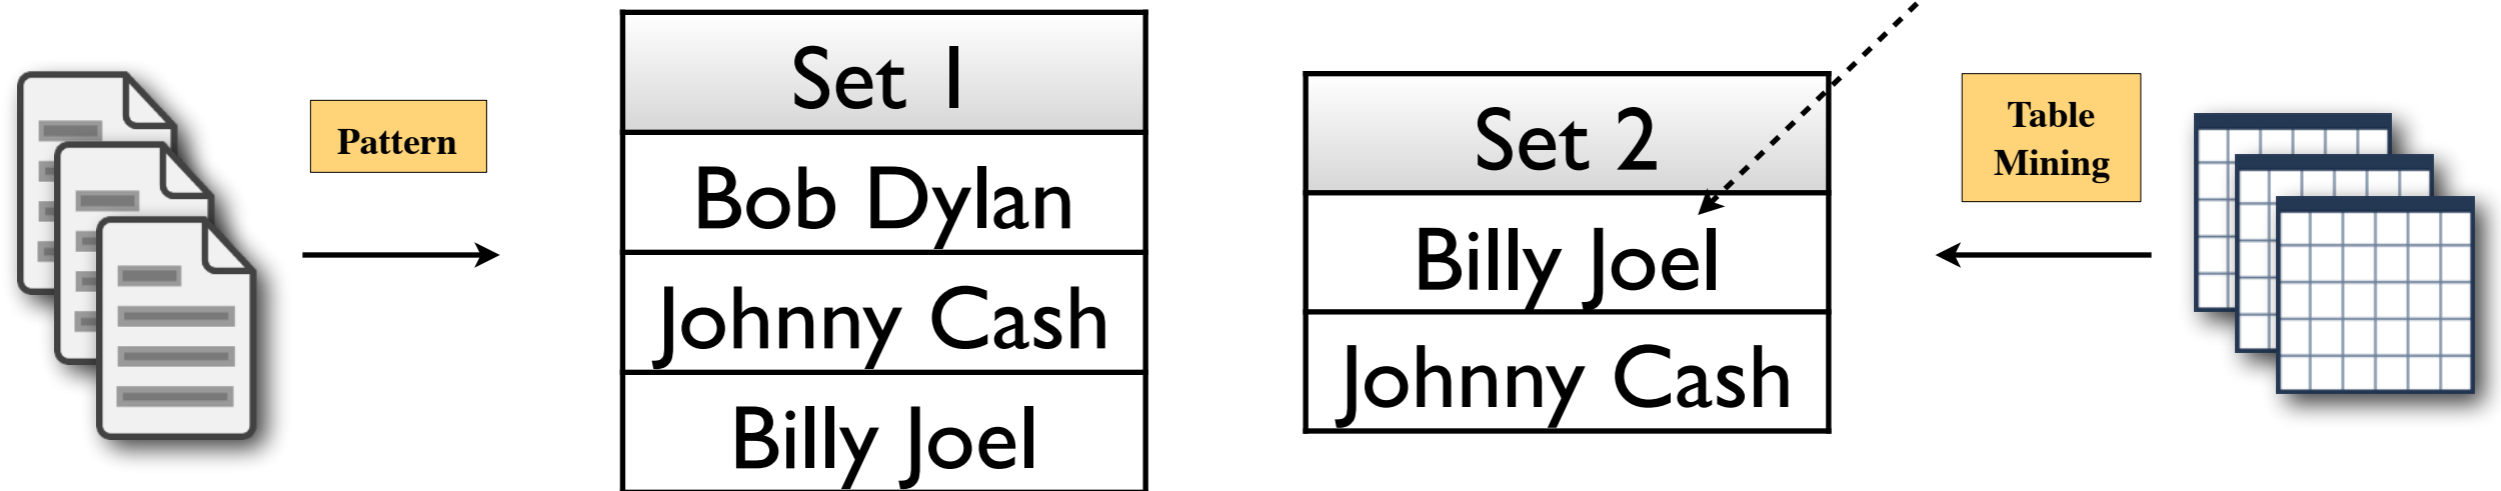 Pattern
Set 1
Bob Dylan
Johnny Cash
Billy Joel
Set 2
Billy Joel
Johnny Cash
Table
Mining